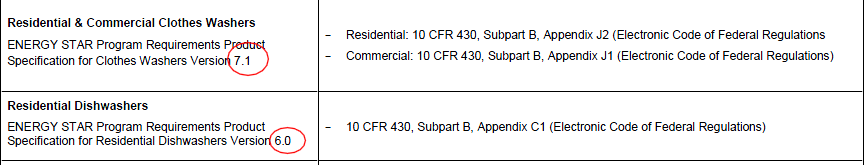 Residential & Commercial Clothes Washers
ENERGY STAR Program Requirements Product
Specification for Clothes Washers Version 7.1
– Residential: 10 CFR 430, Subpart B, Appendix J2 (Electronic Code of Federal Regulations
– Commercial: 10 CFR 430, Subpart B, Appendix J1 (Electronic Code of Federal Regulations)
Residential Dishwashers
ENERGY STAR Program Requirements Product
Specification for Residential Dishwashers Version 6.0
– 10 CFR 430, Subpart B, Appendix C1 (Electronic Code of Federal Regulations)